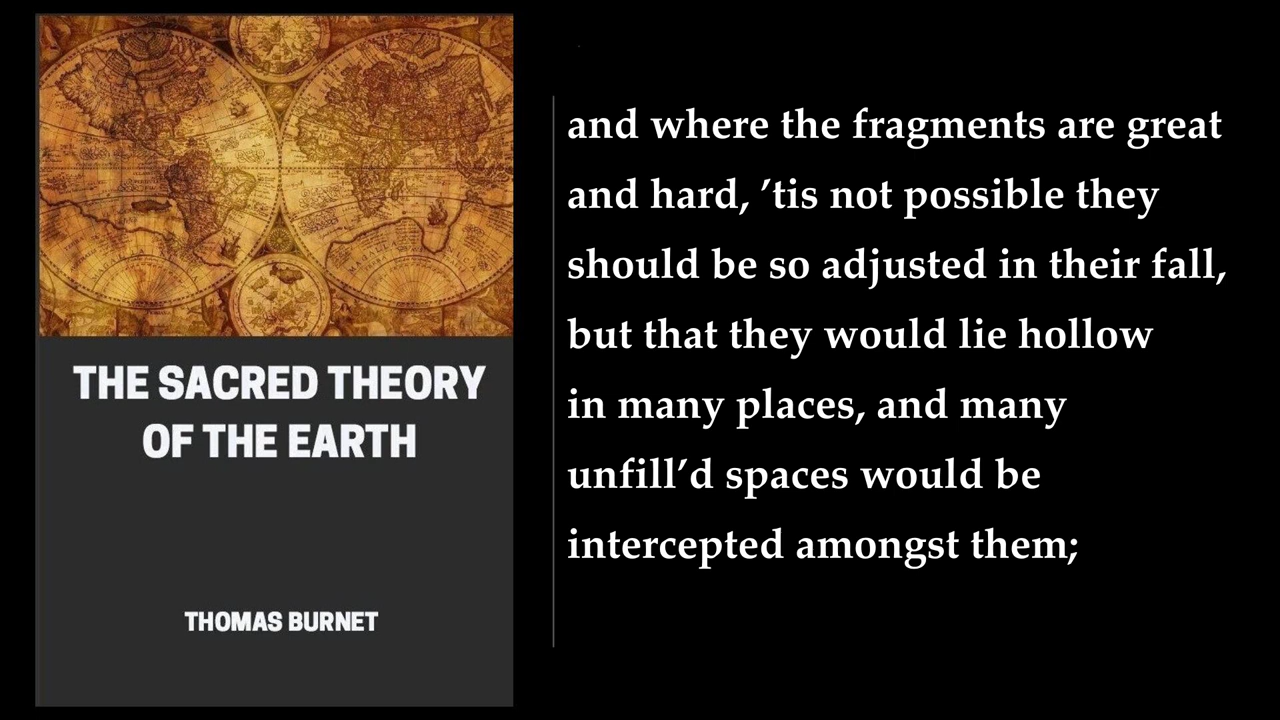 THE SACRED THEORY
OF THE EARTH
THOMAS BURNET
and where the fragments are great
and hard, ’tis not possible they
should be so adjusted in their fall,
but that they would lie hollow
in many places, and many
unfill’d spaces would be
intercepted amongst them;